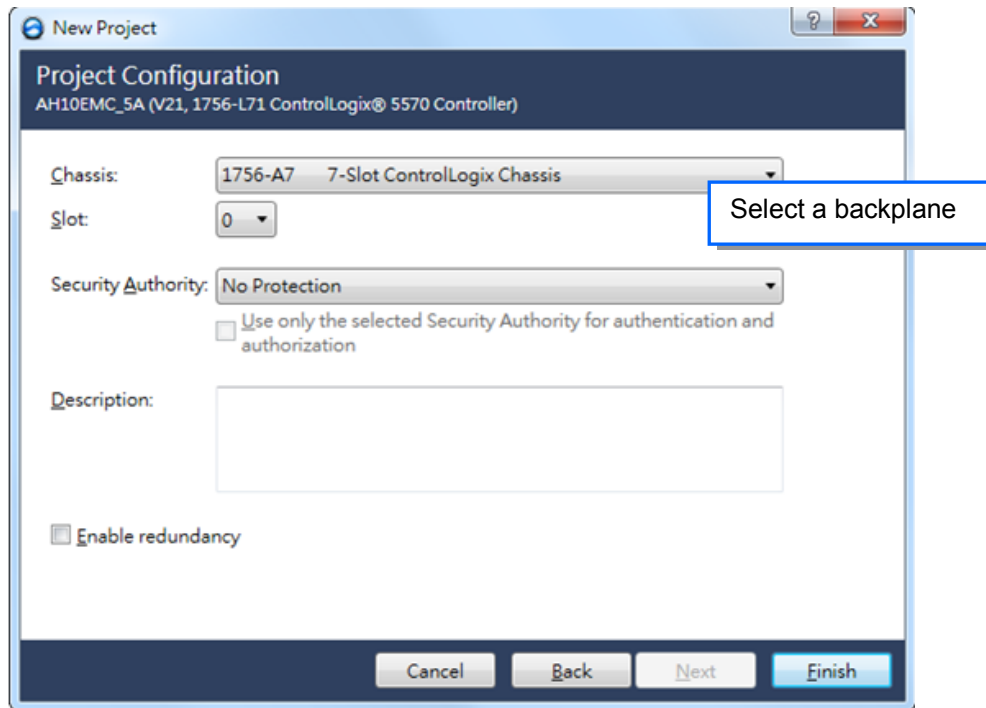 New Project
Project Configuration
AH10EMC_5A (V21, 1756-L71 ControlLogix® 5570 Controller)
Chassis: 1756-A7 7-Slot ControlLogix Chassis
Select a backplane
Slot: 0
Security Authority: No Protection
Use only the selected Security Authority for authentication and
authorization
Description:
Enable redundancy
Cancel Back Next Finish